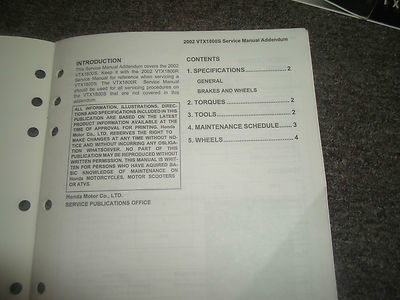 2002 VTX1800S Service Manual Addendum
INTRODUCTION
This Service Manual Addendum covers the 2002
VTX1800S. Keep it with the 2002 VTX1800R
Service Manual for reference when servicing a
VTX1800S. The VTX1800R Service Manual
should be used for all servicing procedures on
the VTX1800S that are not covered in this
addendum.
ALL INFORMATION, ILLUSTRATIONS, DIREC-
TIONS AND SPECIFICATIONS INCLUDED IN THIS
PUBLICATION ARE BASED ON THE LATEST
PRODUCT INFORMATION AVAILABLE AT THE
TIME OF APPROVAL FOR PRINTING. Honda
Motor Co., LTD. RESERVES THE RIGHT TO
MAKE CHANGES AT ANY TIME WITHOUT NO-
TICE AND WITHOUT INCURRING ANY OBLIGA-
TION WHATSOEVER. NO PART OF THIS
PUBLICATION MAY BE REPRODUCED WITHOUT
WRITTEN PERMISSION. THIS MANUAL IS WRIT-
TEN FOR PERSONS WHO HAVE AQUIRED BA-
SIC KNOWLEDGE OF MAINTENANCE ON
Honda MOTORCYCLES, MOTOR SCOOTERS
OR ATVS.
Honda Motor Co., LTD.
SERVICE PUBLICATIONS OFFICE
CONTENTS
1. SPECIFICATIONS 2
GENERAL
BRAKES AND WHEELS
2. TORQUES 2
3. TOOLS 2
4. MAINTENANCE SCHEDULE 3
5. WHEELS 4